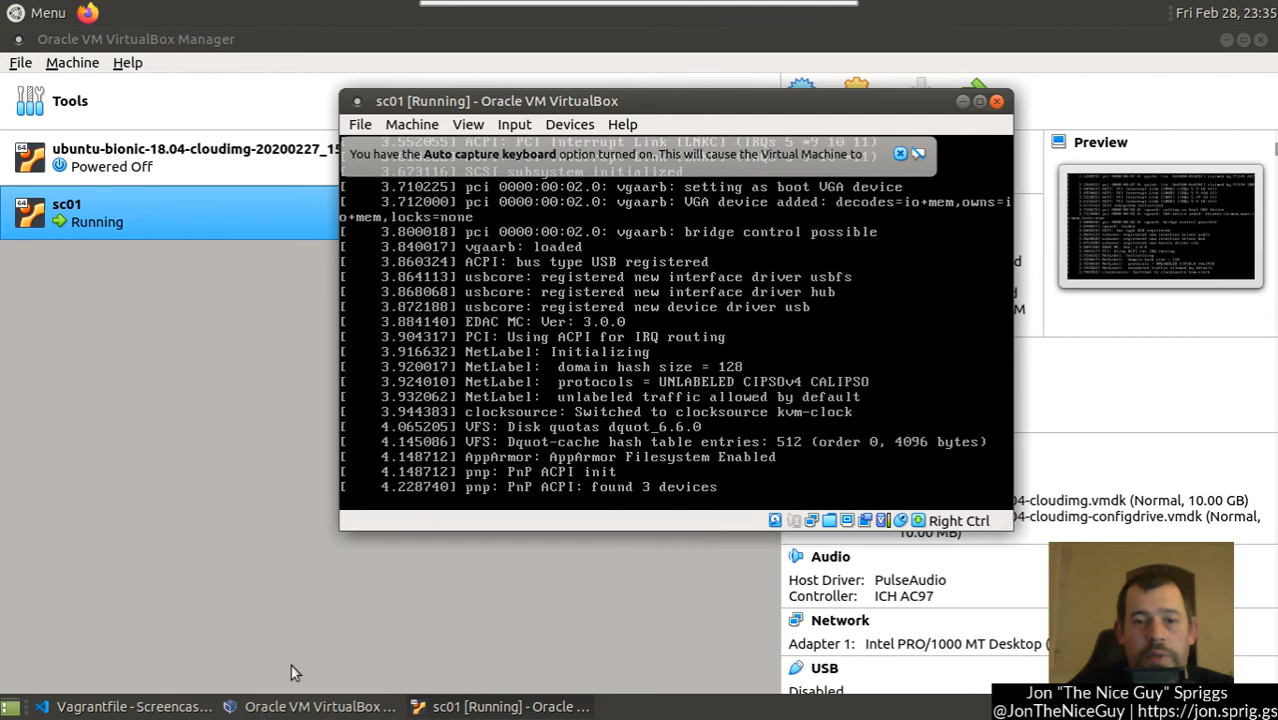 Menu
Fri Feb 28, 23:35
Oracle VM VirtualBox Manager
File Machine Help
Tools
ubuntu-bionic-18.04-cloudimg-20200227_15
Powered Off
sc01
Running
sc01 [Running] - Oracle VM VirtualBox
File Machine View Input Devices Help
You have the Auto capture keyboard option turned on. This will cause the Virtual Machine to
SCSI subsystem initialized
[ 3.710225] pci 0000:00:02.0: vgaarb: setting as boot VGA device
pci 0000:00:02.0: vgaarb: VGA device added: decodes=io+mem,owns=i
o+mem,locks=none
pci 0000:00:02.0: vgaarb: bridge control possible
vgaarb: loaded
ACPI: bus type USB registered
[ 3.864113] usbcore: registered new interface driver usbfs
[ 3.868068] usbcore: registered new interface driver hub
[ 3.872188] usbcore: registered new device driver usb
[ 3.884140] EDAC MC: Ver: 3.0.0
[ 3.904317] PCI: Using ACPI for IRQ routing
[ 3.916632] NetLabel: Initializing
[ 3.920017] NetLabel:  domain hash size = 128
[ 3.924010] NetLabel:  protocols = UNLABELED CIPSOv4 CALIPSO
[ 3.932062] NetLabel:  unlabeled traffic allowed by default
[ 3.944383] clocksource: Switched to clocksource kvm-clock
[ 4.065205] VFS: Disk quotas dquot_6.6.0
[ 4.145086] VFS: Dquot-cache hash table entries: 512 (order 0, 4096 bytes)
[ 4.148712] AppArmor: AppArmor Filesystem Enabled
[ 4.148712] pnp: PnP ACPI init
[ 4.228740] pnp: PnP ACPI: found 3 devices
Right Ctrl
Preview
04-cloudimg.vmdk (Normal, 10.00 GB)
04-cloudimg-configdrive.vmdk (Normal,
10.00 MB)
Audio
Host Driver: PulseAudio
Controller: ICH AC97
Network
Adapter 1: Intel PRO/1000 MT Desktop (
USB
Disabled
Jon "The Nice Guy" Spriggs
@JonTheNiceGuy | https://jon.sprig.gs
Vagrantfile - Screencas...
Oracle VM VirtualBox ...
sc01 [Running] - Oracle ...